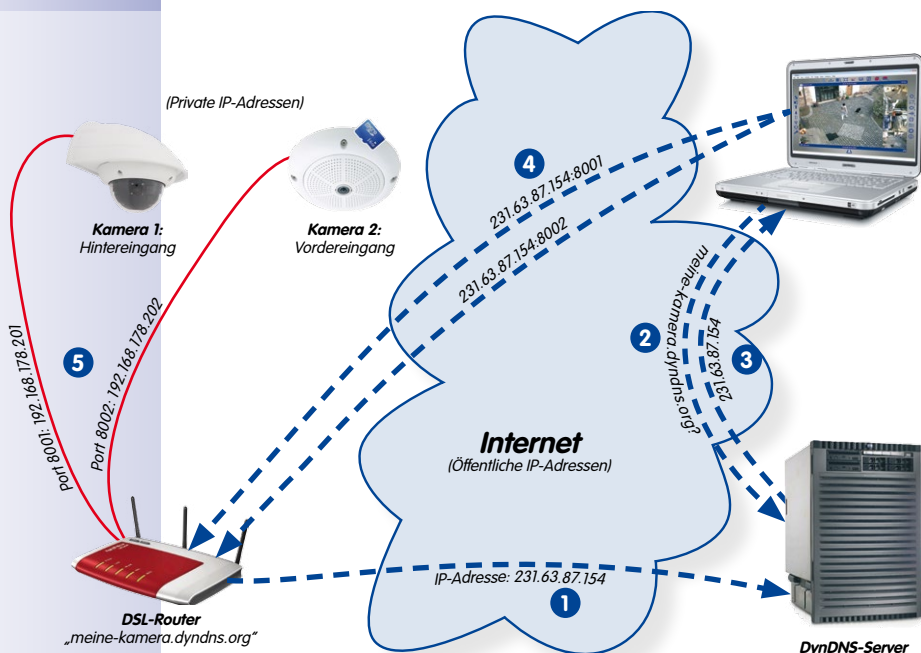 (Private IP-Adressen)
Kamera 1:
Hintereingang
Kamera 2:
Vordereingang
4
231.63.87.154:8001
231.63.87.154:8002
meine-kamera.dyndns.org?
2
231.63.87.154
3
5
Port 8001: 192.168.178.201
Port 8002: 192.168.178.202
Internet
(Öffentliche IP-Adressen)
IP-Adresse: 231.63.87.154
1
DSL-Router
„meine-kamera.dyndns.org“
DynDNS-Server